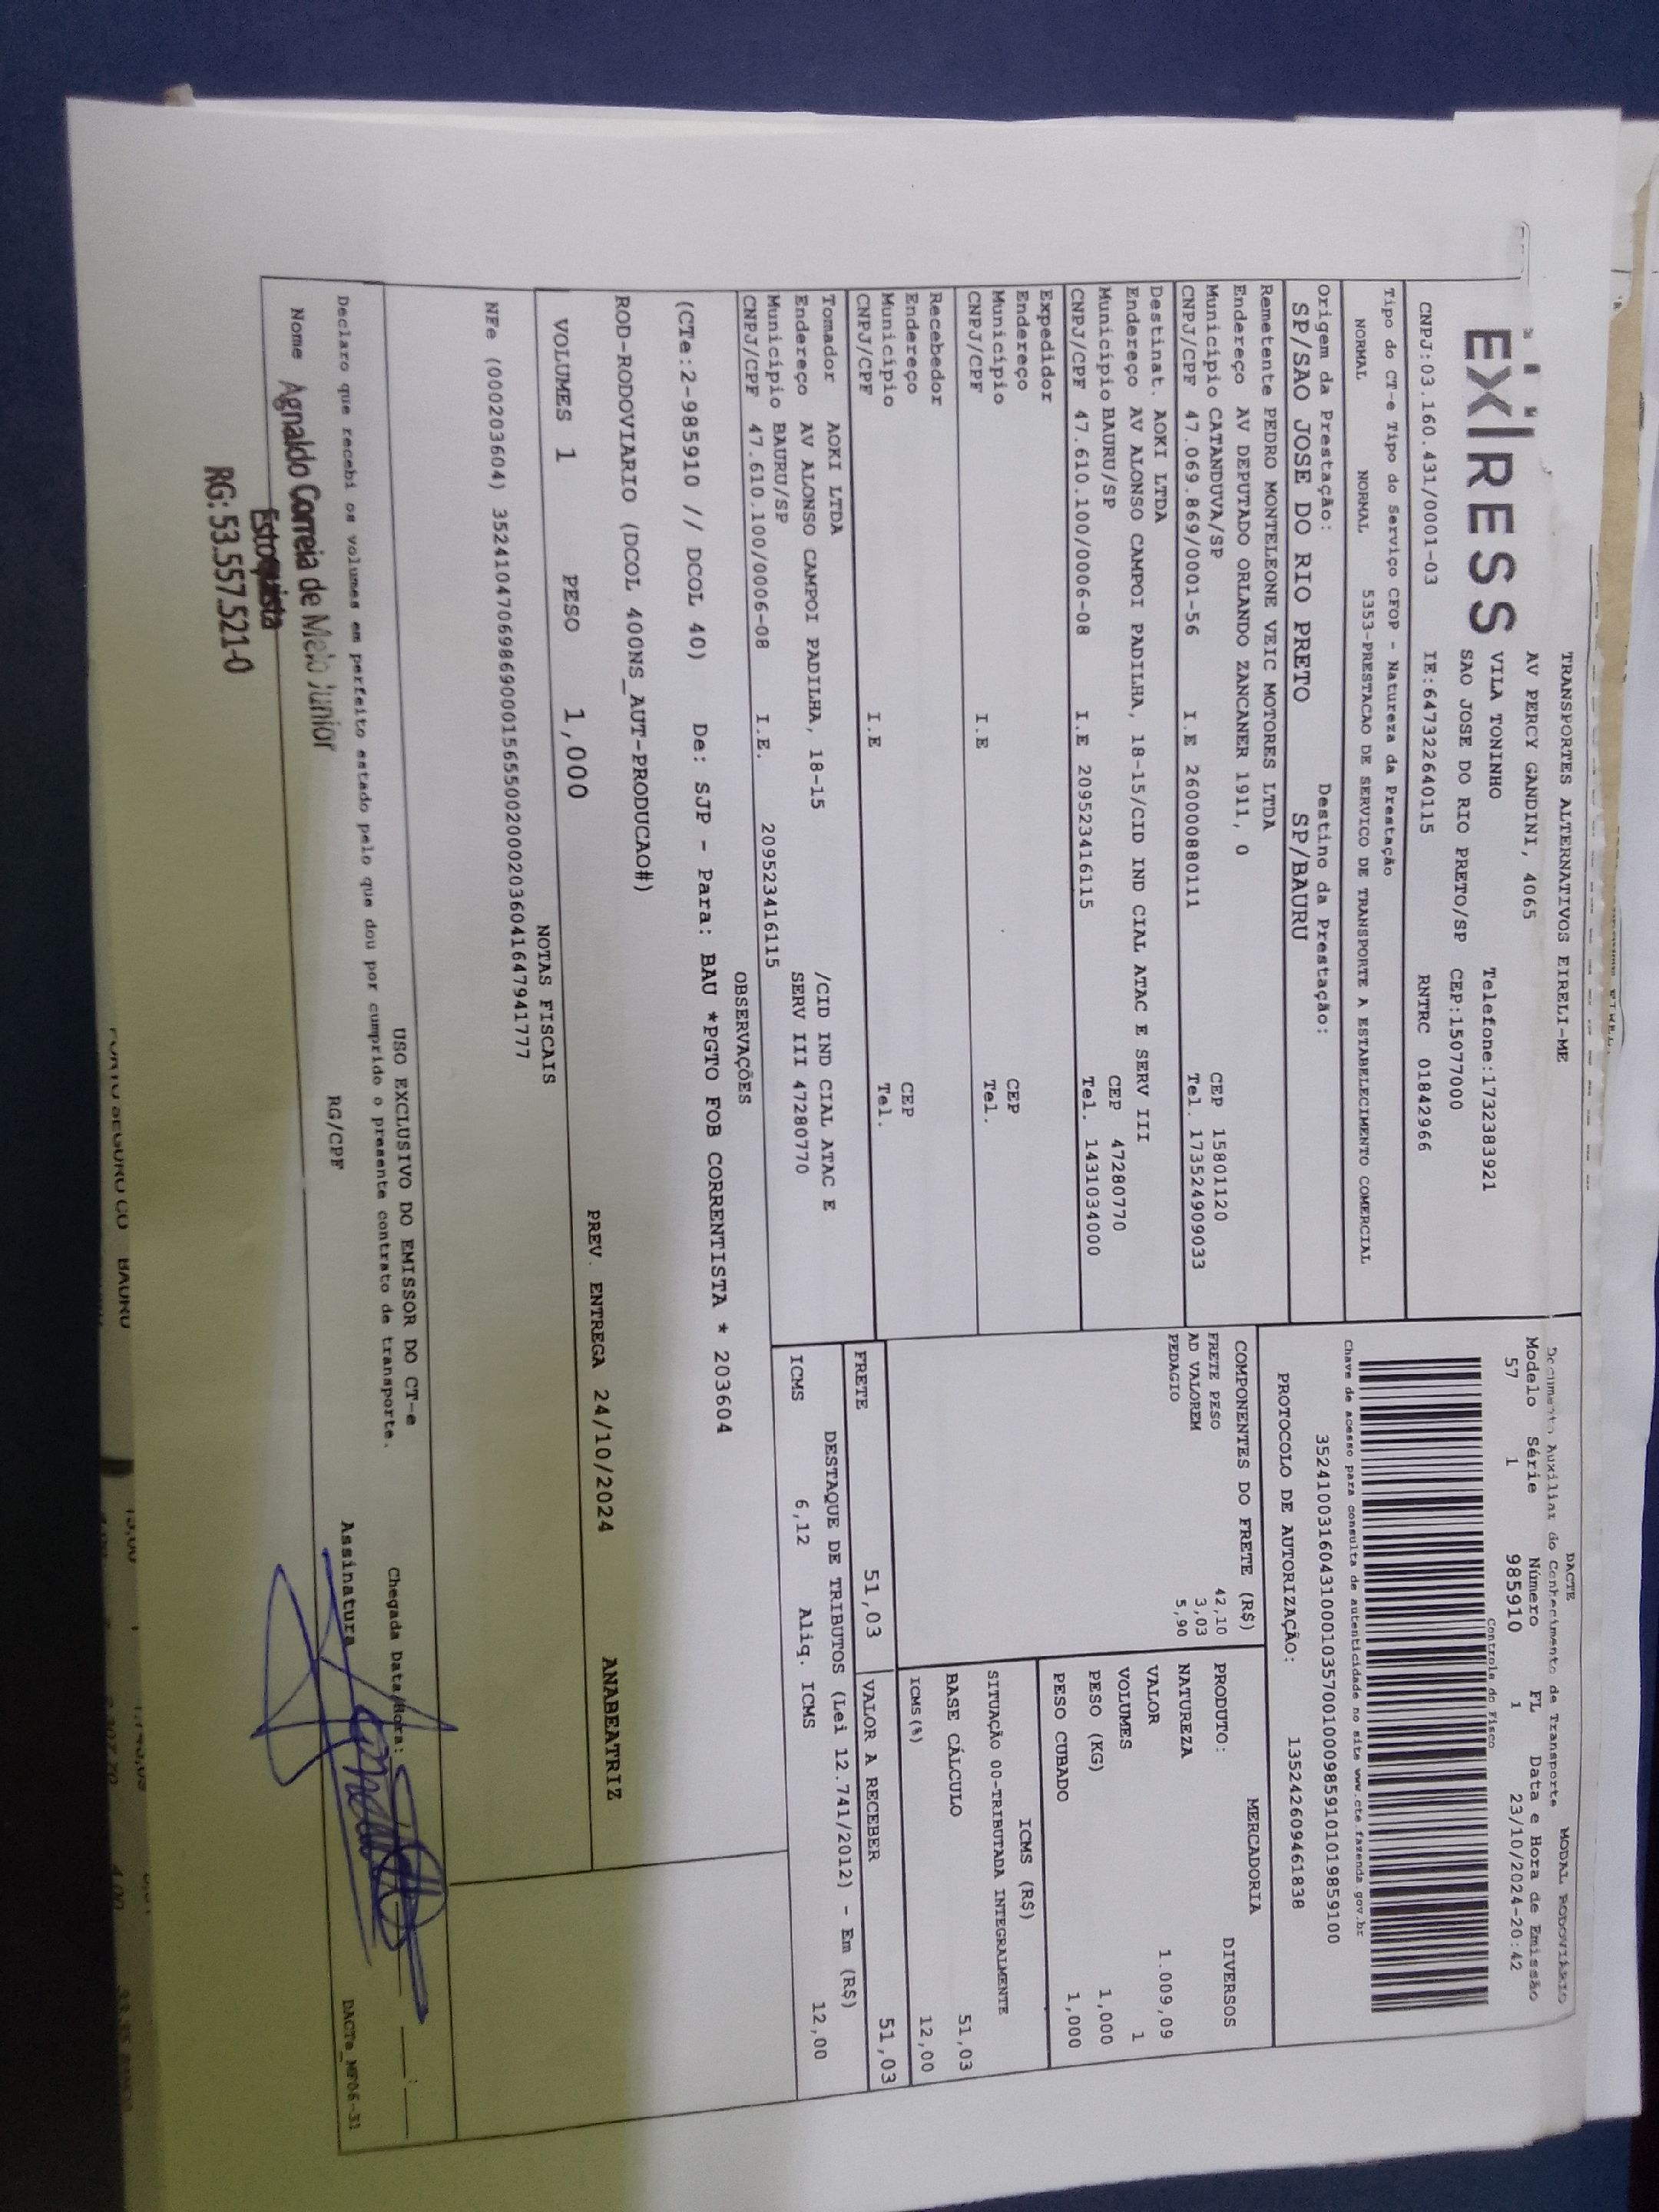 TRANSPORTES ALTERNATIVOS EIRELI-ME
AV PERCY GANDINI, 4065
VILA TONINHO Telefone:1732383921
SAO JOSE DO RIO PRETO/SP CEP:15077000
CNPJ:03.160.431/0001-03 IE:647322640115 RNTRC 01842966
DACTE MODAL RODOVIÁRIO
Documento Auxiliar do Conhecimento de Transporte
Modelo Série Número FL Data e Hora de Emissão
57 1 985910 1 23/10/2024-20:42
Controle do Fisco
Chave de acesso para consulta de autenticidade no site www.cte.fazenda.gov.br
35241003160431000103570010009859101019859100
PROTOCOLO DE AUTORIZAÇÃO: 135242609461838
Tipo do CT-e Tipo do Serviço CFOP - Natureza da Prestação
NORMAL NORMAL 5353-PRESTACAO DE SERVICO DE TRANSPORTE A ESTABELECIMENTO COMERCIAL
Origem da Prestação: Destino da Prestação:
SP/SAO JOSE DO RIO PRETO SP/BAURU
Remetente PEDRO MONTELEONE VEIC MOTORES LTDA
Endereço AV DEPUTADO ORLANDO ZANCANER 1911, 0
Município CATANDUVA/SP CEP 15801120
CNPJ/CPF 47.069.869/0001-56 I.E 260000880111 Tel. 173524909033
Destinat. AOKI LTDA
Endereço AV ALONSO CAMPOI PADILHA, 18-15/CID IND CIAL ATAC E SERV III
Município BAURU/SP CEP 47280770
CNPJ/CPF 47.610.100/0006-08 I.E 209523416115 Tel. 1431034000
Expedidor
Endereço
Município CEP
CNPJ/CPF I.E Tel.
Recebedor
Endereço
Município CEP
CNPJ/CPF I.E Tel.
Tomador AOKI LTDA
Endereço AV ALONSO CAMPOI PADILHA, 18-15 /CID IND CIAL ATAC E
Município BAURU/SP SERV III 47280770
CNPJ/CPF 47.610.100/0006-08 I.E. 209523416115
COMPONENTES DO FRETE (R$)
FRETE PESO 42,10
AD VALOREM 3,03
PEDAGIO 5,90
MERCADORIA
PRODUTO: DIVERSOS
NATUREZA
VALOR 1.009,09
VOLUMES 1
PESO (KG) 1,000
PESO CUBADO 1,000
ICMS (R$)
SITUAÇÃO 00-TRIBUTADA INTEGRALMENTE
BASE CÁLCULO 51,03
ICMS(%) 12,00
FRETE 51,03 VALOR A RECEBER 51,03
DESTAQUE DE TRIBUTOS (Lei 12.741/2012) - Em (R$)
ICMS 6,12 Aliq. ICMS 12,00
OBSERVAÇÕES
(CTe:2-985910 // DCOL 40) De: SJP - Para: BAU *PGTO FOB CORRENTISTA * 203604
ROD-RODOVIARIO (DCOL 400NS_AUT-PRODUCAO#)
VOLUMES 1 PESO 1,000 PREV. ENTREGA 24/10/2024 ANABEATRIZ
NOTAS FISCAIS
NFe (000203604) 35241047069869000156550020002036041647941777
USO EXCLUSIVO DO EMISSOR DO CT-e
Declaro que recebi os volumes em perfeito estado pelo que dou por cumprido o presente contrato de transporte.
Chegada Data/Hora:
Nome Agnaldo Correia de Melo Junior RG/CPF Assinatura
Estoquista
RG: 53.557.521-0
DACTe_MF06-31
BAURU